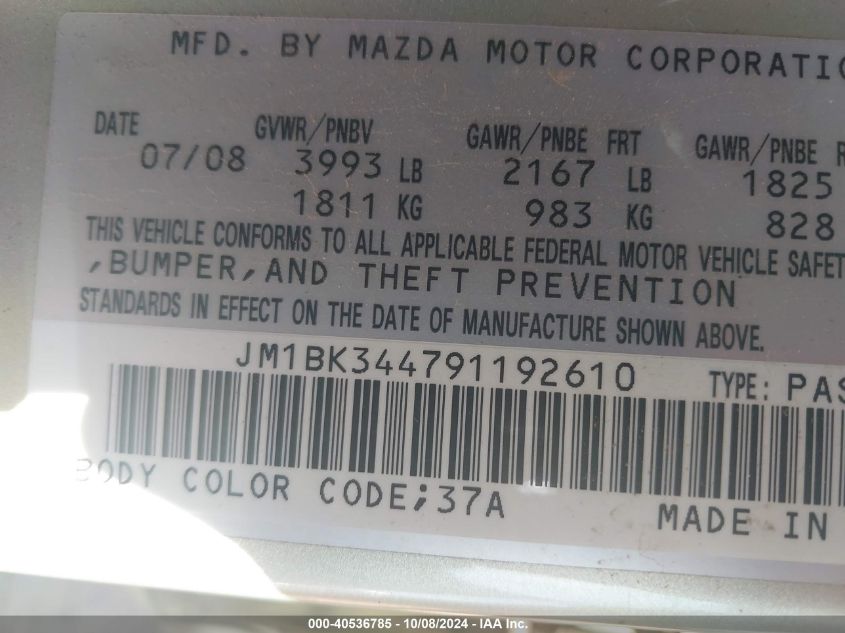 MFD. BY MAZDA MOTOR CORPORATIO
DATE GVWR/PNBV GAWR/PNBE FRT GAWR/PNBE R
07/08 3993 LB 2167 LB 1825
1811 KG 983 KG 828
THIS VEHICLE CONFORMS TO ALL APPLICABLE FEDERAL MOTOR VEHICLE SAFET
,BUMPER,AND THEFT PREVENTION
STANDARDS IN EFFECT ON THE DATE OF MANUFACTURE SHOWN ABOVE.
JM1BK344791192610 TYPE: PAS
BODY COLOR CODE;37A
MADE IN
000-40536785 - 10/08/2024 - IAA, Inc.